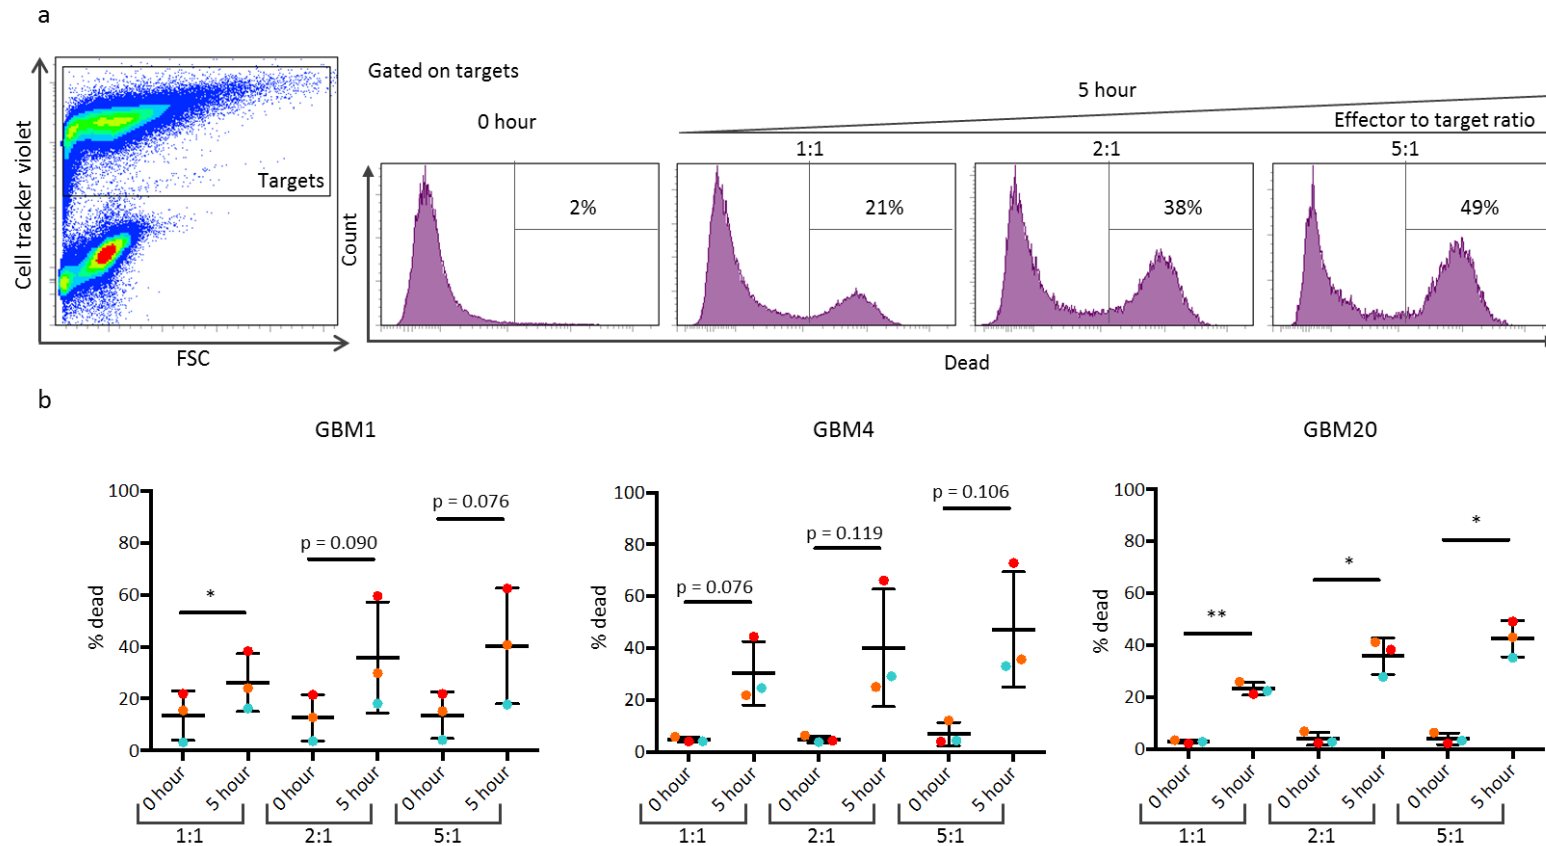 a
Gated on targets
5 hour
0 hour
Effector to target ratio
1:1
2:1
5:1
Cell tracker violet
Targets
Count
2%
21%
38%
49%
FSC
Dead
b
GBM1
GBM4
GBM20
% dead
100
80
60
40
20
0
*
p = 0.090
p = 0.076
0 hour
5 hour
0 hour
5 hour
0 hour
5 hour
1:1
2:1
5:1
% dead
100
80
60
40
20
0
p = 0.076
p = 0.119
p = 0.106
0 hour
5 hour
0 hour
5 hour
0 hour
5 hour
1:1
2:1
5:1
% dead
100
80
60
40
20
0
**
*
*
0 hour
5 hour
0 hour
5 hour
0 hour
5 hour
1:1
2:1
5:1